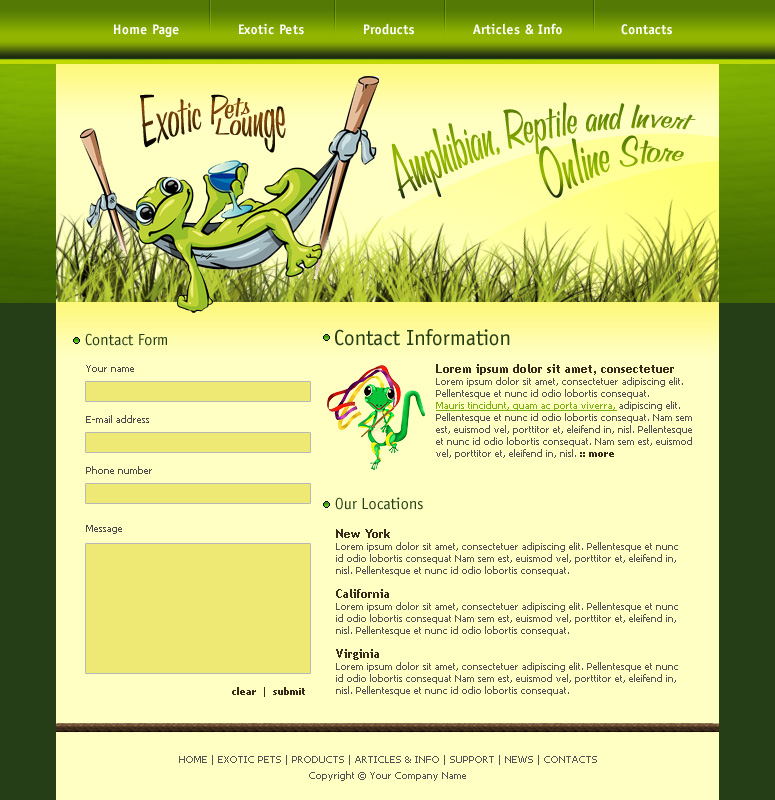 Home Page Exotic Pets Products Articles & Info Contacts
Exotic Pets
Lounge
Amphibian, Reptile and Invert
Online Store
Contact Form
Your name
E-mail address
Phone number
Message
clear | submit
Contact Information
Lorem ipsum dolor sit amet, consectetuer
Lorem ipsum dolor sit amet, consectetuer adipiscing elit.
Pellentesque et nunc id odio lobortis consequat.
Mauris tincidunt, quam ac porta viverra, adipiscing elit.
Pellentesque et nunc id odio lobortis consequat. Nam sem
est, euismod vel, porttitor et, eleifend in, nisl. Pellentesque
et nunc id odio lobortis consequat. Nam sem est, euismod
vel, porttitor et, eleifend in, nisl. :: more
Our Locations
New York
Lorem ipsum dolor sit amet, consectetuer adipiscing elit. Pellentesque et nunc
id odio lobortis consequat Nam sem est, euismod vel, porttitor et, eleifend in,
nisl. Pellentesque et nunc id odio lobortis consequat.
California
Lorem ipsum dolor sit amet, consectetuer adipiscing elit. Pellentesque et nunc
id odio lobortis consequat Nam sem est, euismod vel, porttitor et, eleifend in,
nisl. Pellentesque et nunc id odio lobortis consequat.
Virginia
Lorem ipsum dolor sit amet, consectetuer adipiscing elit. Pellentesque et nunc
id odio lobortis consequat Nam sem est, euismod vel, porttitor et, eleifend in,
nisl. Pellentesque et nunc id odio lobortis consequat.
HOME | EXOTIC PETS | PRODUCTS | ARTICLES & INFO | SUPPORT | NEWS | CONTACTS
Copyright © Your Company Name